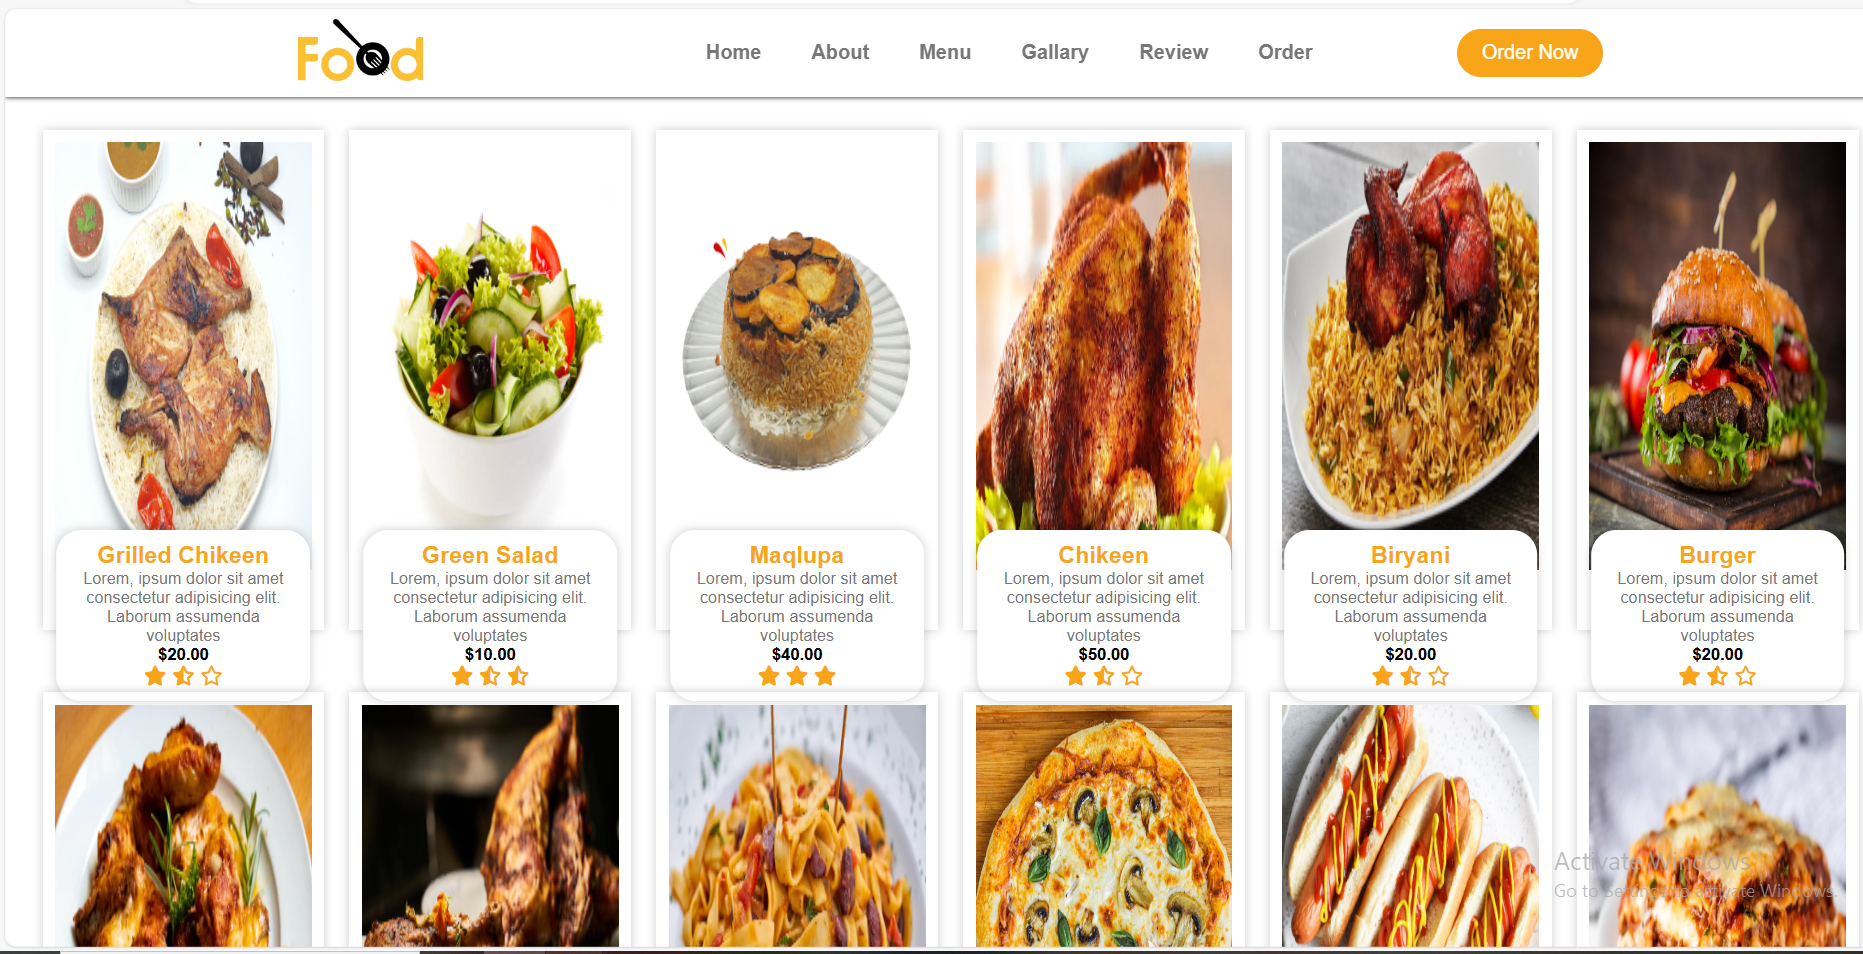 Food
Home About Menu Gallary Review Order
Order Now
Grilled Chikeen
Lorem, ipsum dolor sit amet
consectetur adipisicing elit.
Laborum assumenda
voluptates
$20.00
Green Salad
Lorem, ipsum dolor sit amet
consectetur adipisicing elit.
Laborum assumenda
voluptates
$10.00
Maqlupa
Lorem, ipsum dolor sit amet
consectetur adipisicing elit.
Laborum assumenda
voluptates
$40.00
Chikeen
Lorem, ipsum dolor sit amet
consectetur adipisicing elit.
Laborum assumenda
voluptates
$50.00
Biryani
Lorem, ipsum dolor sit amet
consectetur adipisicing elit.
Laborum assumenda
voluptates
$20.00
Burger
Lorem, ipsum dolor sit amet
consectetur adipisicing elit.
Laborum assumenda
voluptates
$20.00
Activate Windows
Go to Settings to activate Windows.